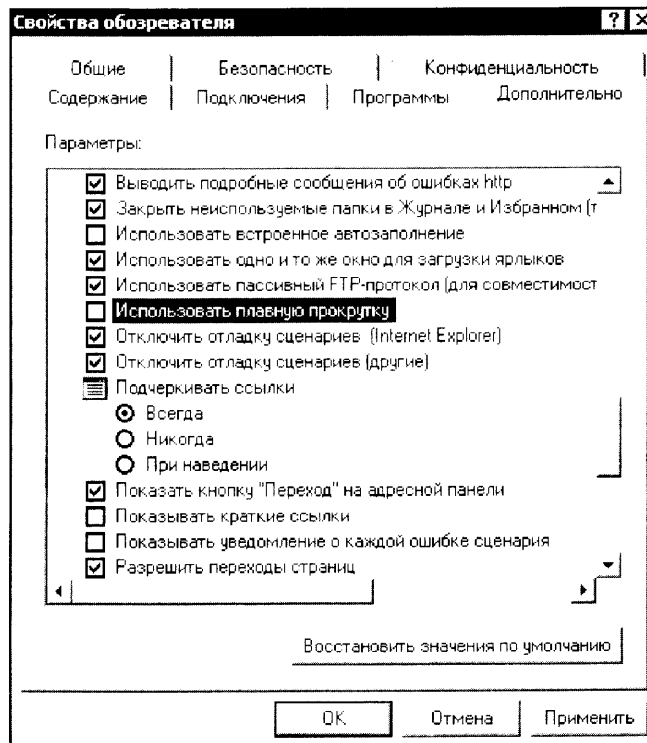 Свойства обозревателя
Общие Безопасность Конфиденциальность
Содержание Подключения Программы Дополнительно
Параметры:
Выводить подробные сообщения об ошибках http
Закрыть неиспользуемые папки в Журнале и Избранном (т
Использовать встроенное автозаполнение
Использовать одно и то же окно для загрузки ярлыков
Использовать пассивный FTP-протокол (для совместимост
Использовать плавную прокрутку
Отключить отладку сценариев (Internet Explorer)
Отключить отладку сценариев (другие)
Подчеркивать ссылки
Всегда
Никогда
При наведении
Показать кнопку "Переход" на адресной панели
Показывать краткие ссылки
Показывать уведомление о каждой ошибке сценария
Разрешить переходы страниц
Восстановить значения по умолчанию
OK Отмена Применить